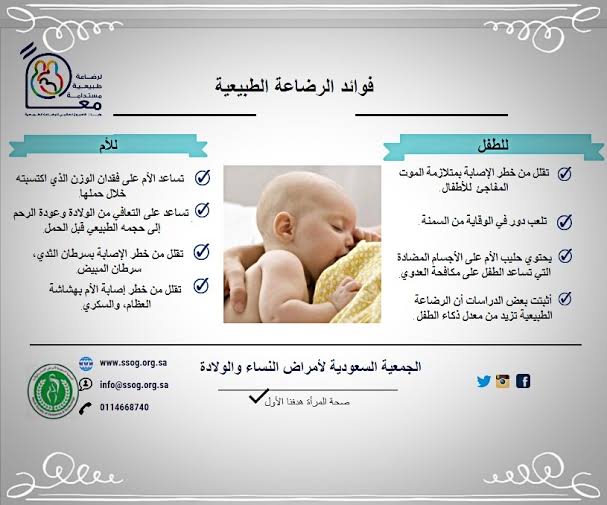 لرضاعة
طبيعية
مستدامة
معاً
فوائد الرضاعة الطبيعية
للطفل
تقلل من خطر الإصابة بمتلازمة الموت
المفاجئ للأطفال.
تلعب دور في الوقاية من السمنة.
يحتوي حليب الأم على الأجسام المضادة
التي تساعد الطفل على مكافحة العدوي.
أثبتت بعض الدراسات أن الرضاعة
الطبيعية تزيد من معدل ذكاء الطفل.
للأم
تساعد الأم على فقدان الوزن الذي اكتسبته
خلال حملها.
تساعد على التعافي من الولادة وعودة الرحم
إلى حجمه الطبيعي قبل الحمل
تقلل من خطر الإصابة بسرطان الثدي،
سرطان المبيض.
تقلل من خطر إصابة الأم بهشاشة
العظام، والسكري.
الجمعية السعودية لأمراض النساء والولادة
صحة المرأة هدفنا الأول
www.ssog.org.sa
info@ssog.org.sa
0114668740